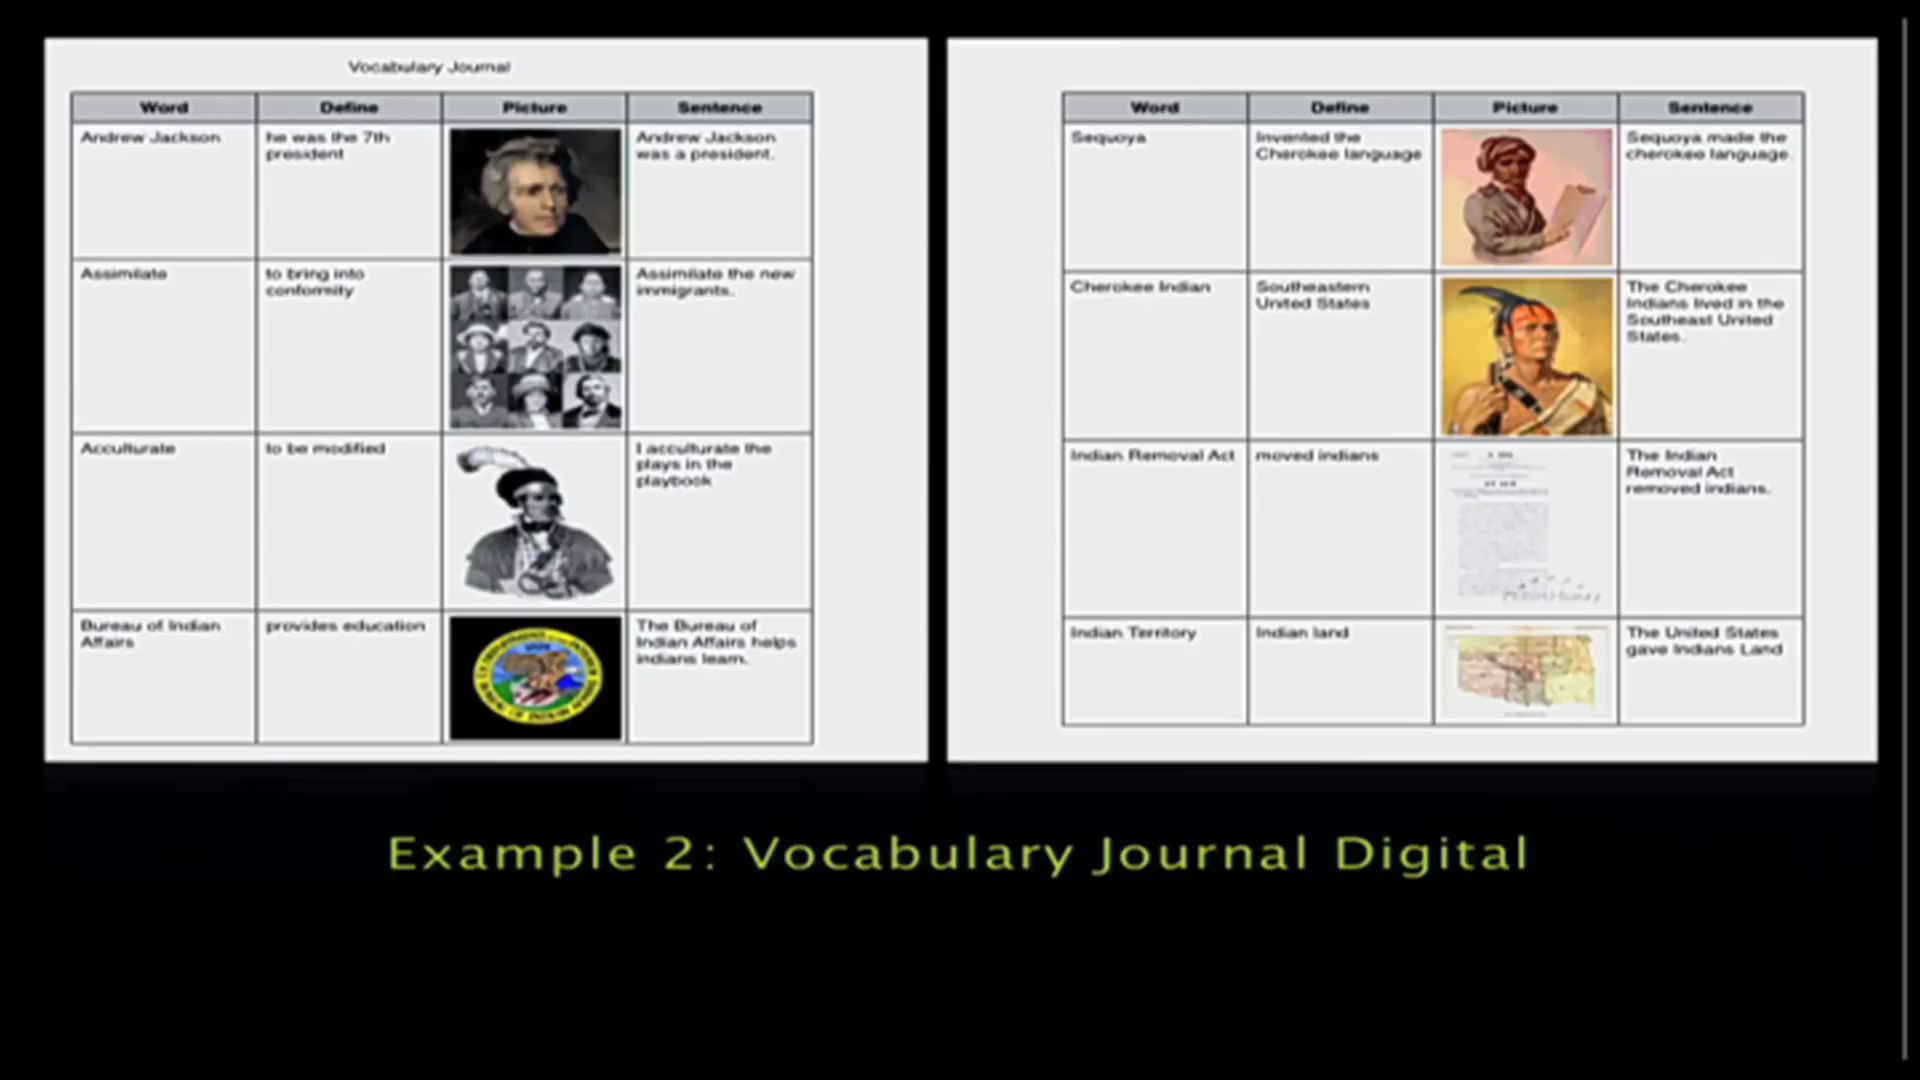 Vocabulary Journal
Word Define Picture Sentence
Andrew Jackson
he was the 7th
president
Andrew Jackson
was a president.
Assimilate
to bring into
conformity
Assimilate the new
immigrants.
Acculturate
to be modified
I acculturate the
plays in the
playbook
Bureau of Indian
Affairs
provides education
The Bureau of
Indian Affairs helps
indians learn.
Word Define Picture Sentence
Sequoya
Invented the
Cherokee language
Sequoya made the
cherokee language.
Cherokee Indian
Southeastern
United States
The Cherokee
Indians lived in the
Southeast United
States.
Indian Removal Act
moved indians
The Indian
Removal Act
removed indians.
Indian Territory
Indian land
The United States
gave Indians Land
Example 2: Vocabulary Journal Digital